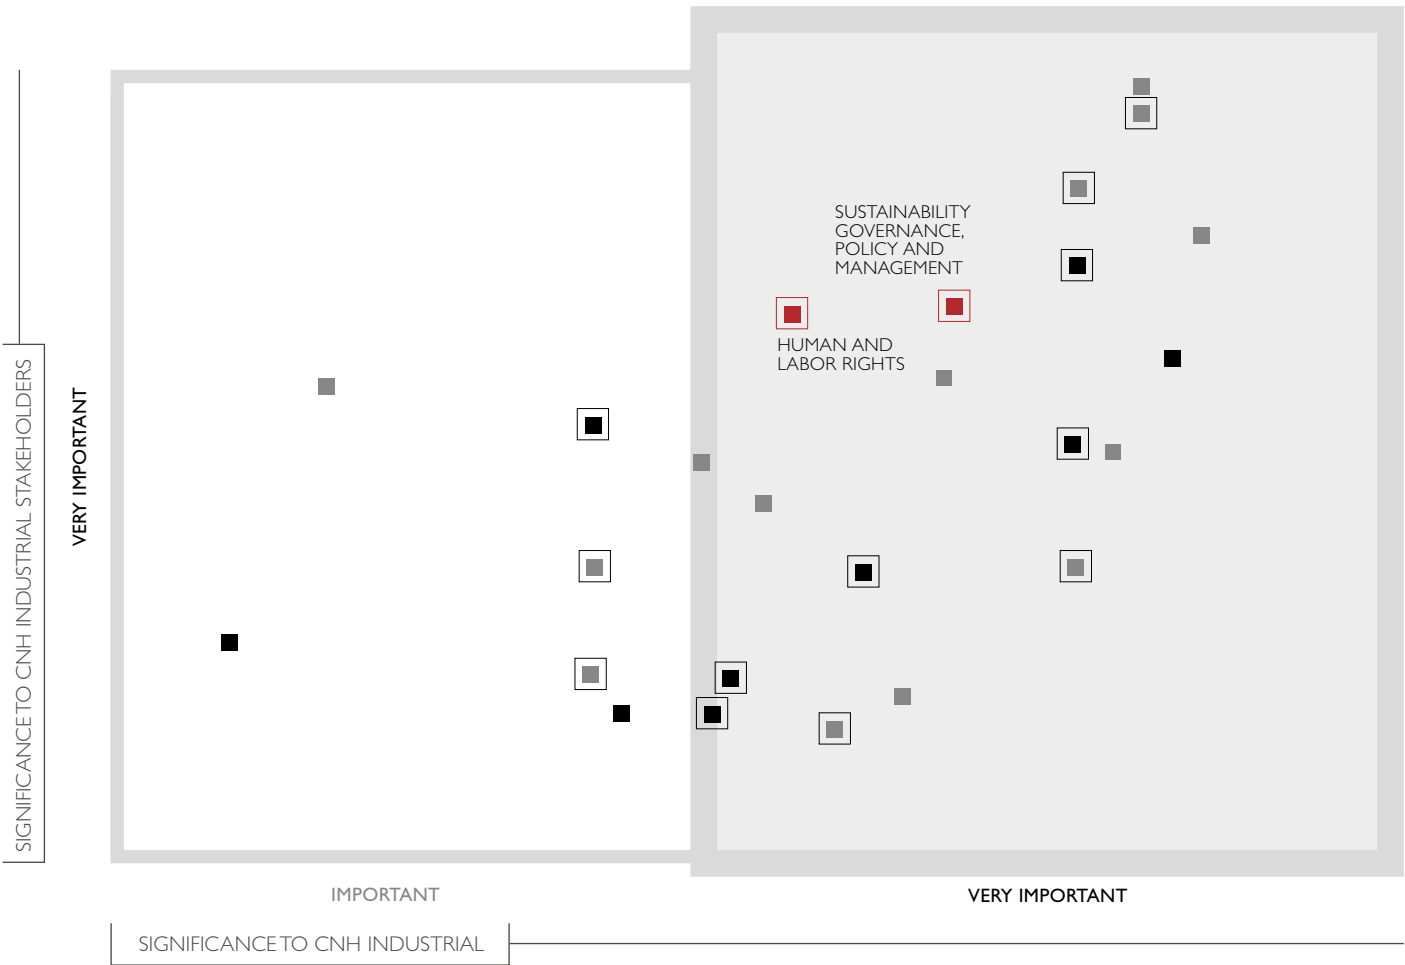 SUSTAINABILITY
GOVERNANCE,
POLICY AND
MANAGEMENT
HUMAN AND
LABOR RIGHTS
SIGNIFICANCE TO CNH INDUSTRIAL STAKEHOLDERS
VERY IMPORTANT
IMPORTANT
VERY IMPORTANT
SIGNIFICANCE TO CNH INDUSTRIAL